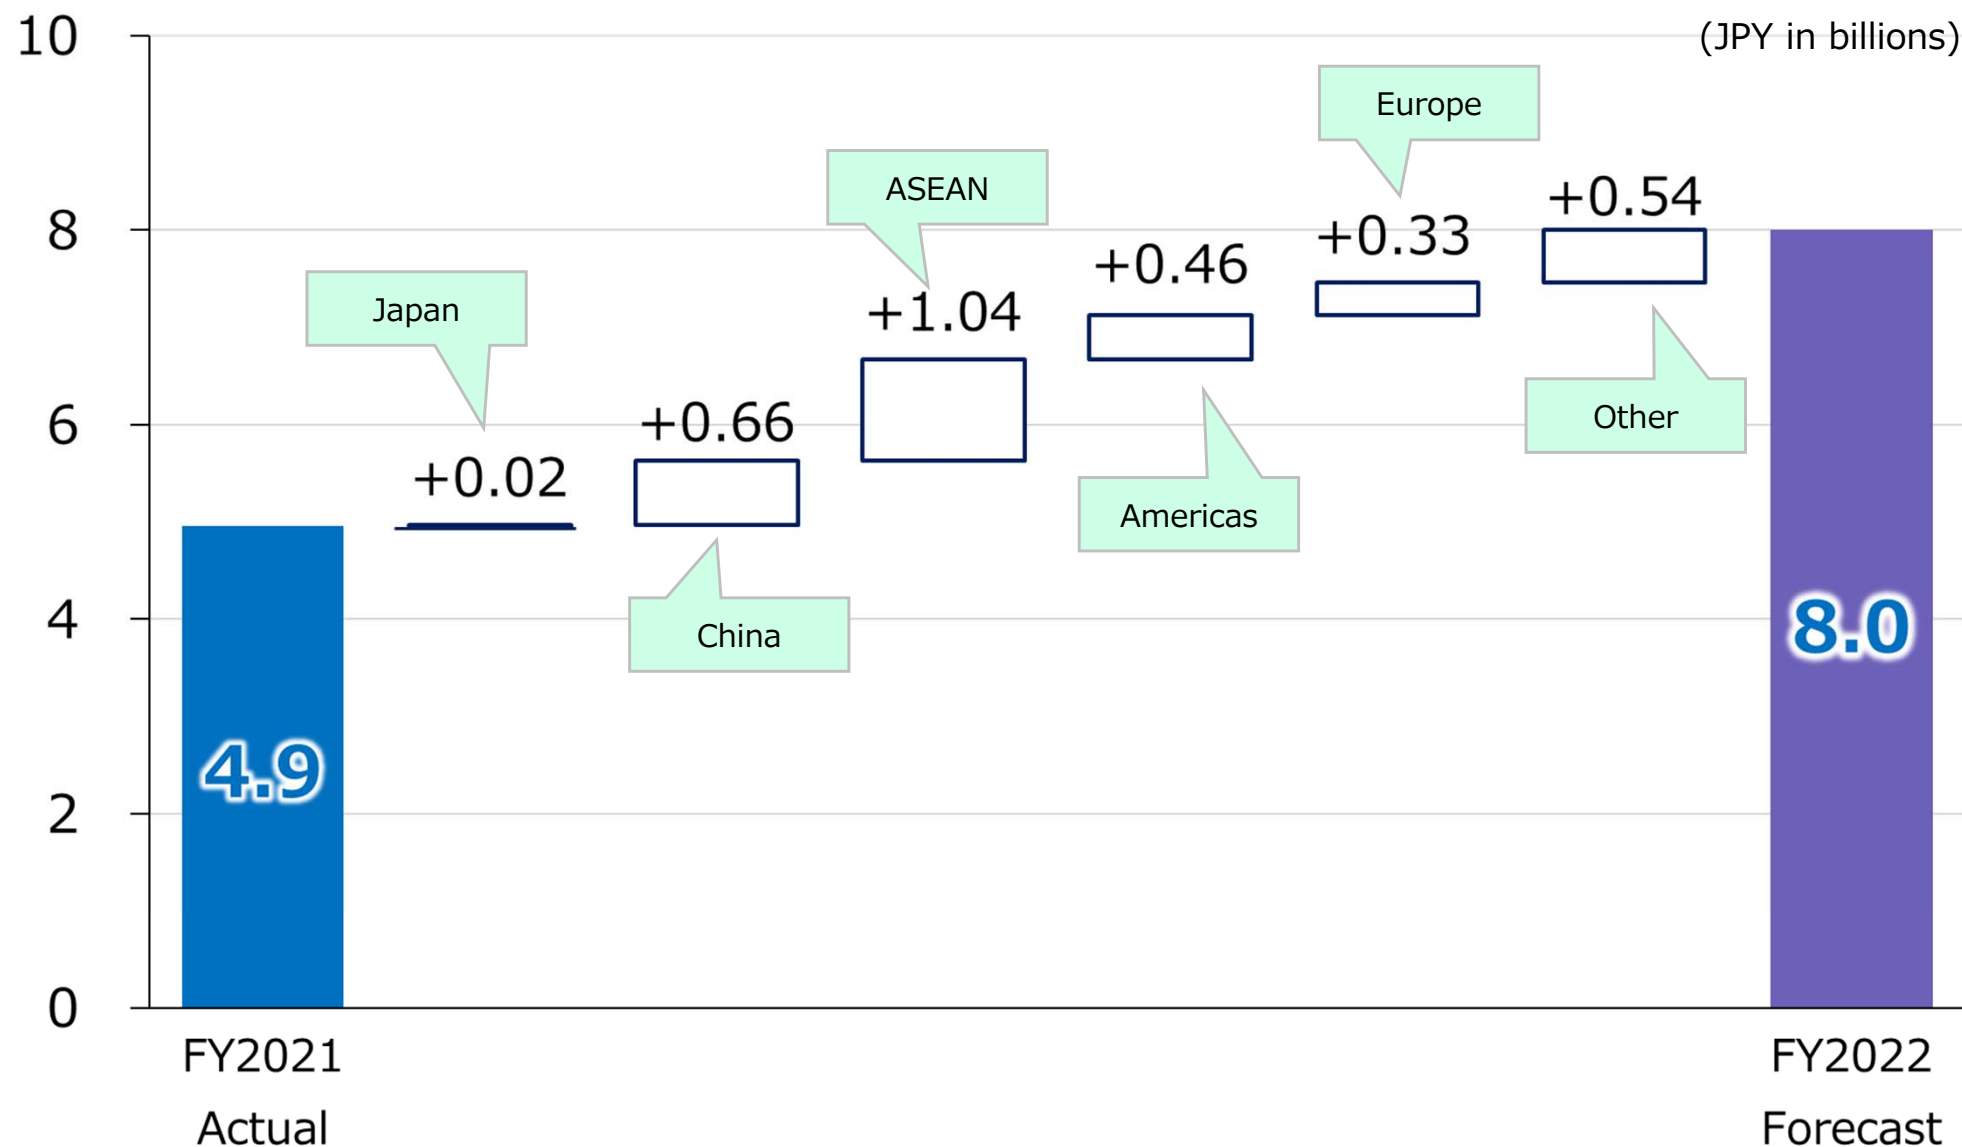 (JPY in billions)
10
8
6
4
2
0
Japan
China
ASEAN
Americas
Europe
Other
+0.02
+0.66
+1.04
+0.46
+0.33
+0.54
4.9
8.0
FY2021
Actual
FY2022
Forecast